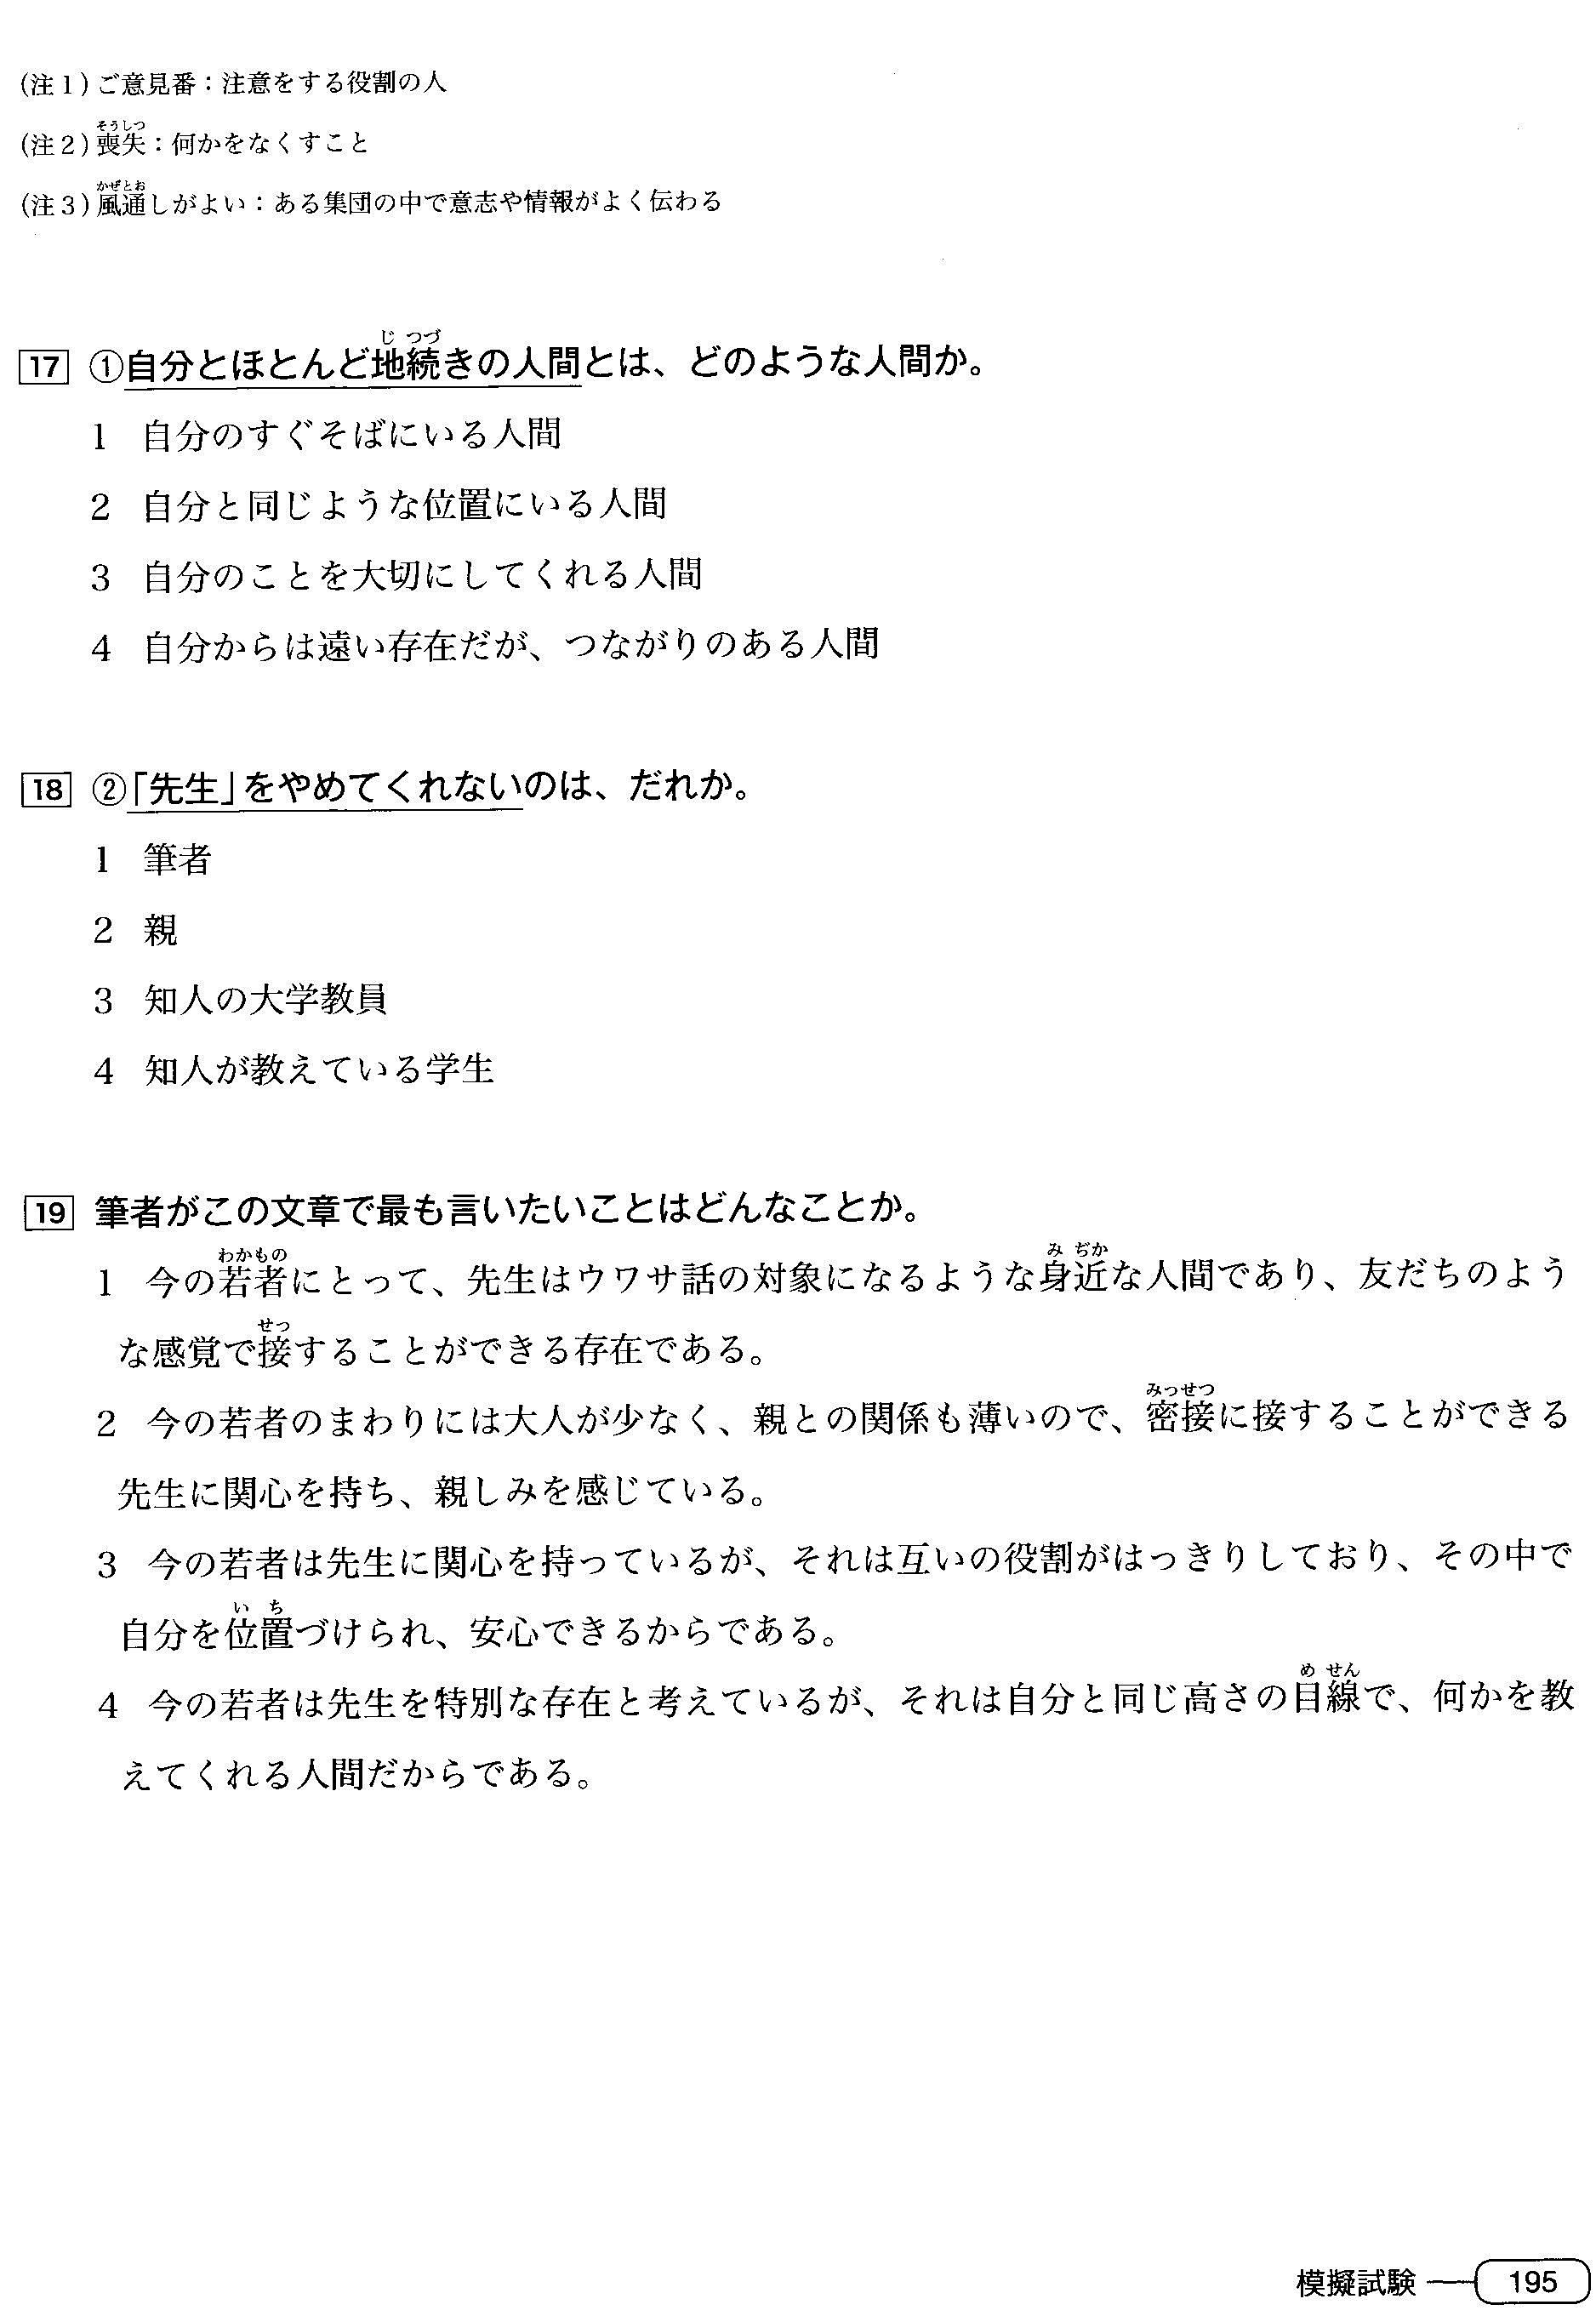 (注1)ご意見番：注意をする役割の人
(注2)喪失：何かをなくすこと
(注3)風通しがよい：ある集団の中で意志や情報がよく伝わる
17 ①自分とほとんど地続きの人間とは、どのような人間か。
1 自分のすぐそばにいる人間
2 自分と同じような位置にいる人間
3 自分のことを大切にしてくれる人間
4 自分からは遠い存在だが、つながりのある人間
18 ②「先生」をやめてくれないのは、だれか。
1 筆者
2 親
3 知人の大学教員
4 知人が教えている学生
19 筆者がこの文章で最も言いたいことはどんなことか。
1 今の若者にとって、先生はウワサ話の対象になるような身近な人間であり、友だちのよう
な感覚で接することができる存在である。
2 今の若者のまわりには大人が少なく、親との関係も薄いので、密接に接することができる
先生に関心を持ち、親しみを感じている。
3 今の若者は先生に関心を持っているが、それは互いの役割がはっきりしており、その中で
自分を位置づけられ、安心できるからである。
4 今の若者は先生を特別な存在と考えているが、それは自分と同じ高さの目線で、何かを教
えてくれる人間だからである。
模擬試験 195